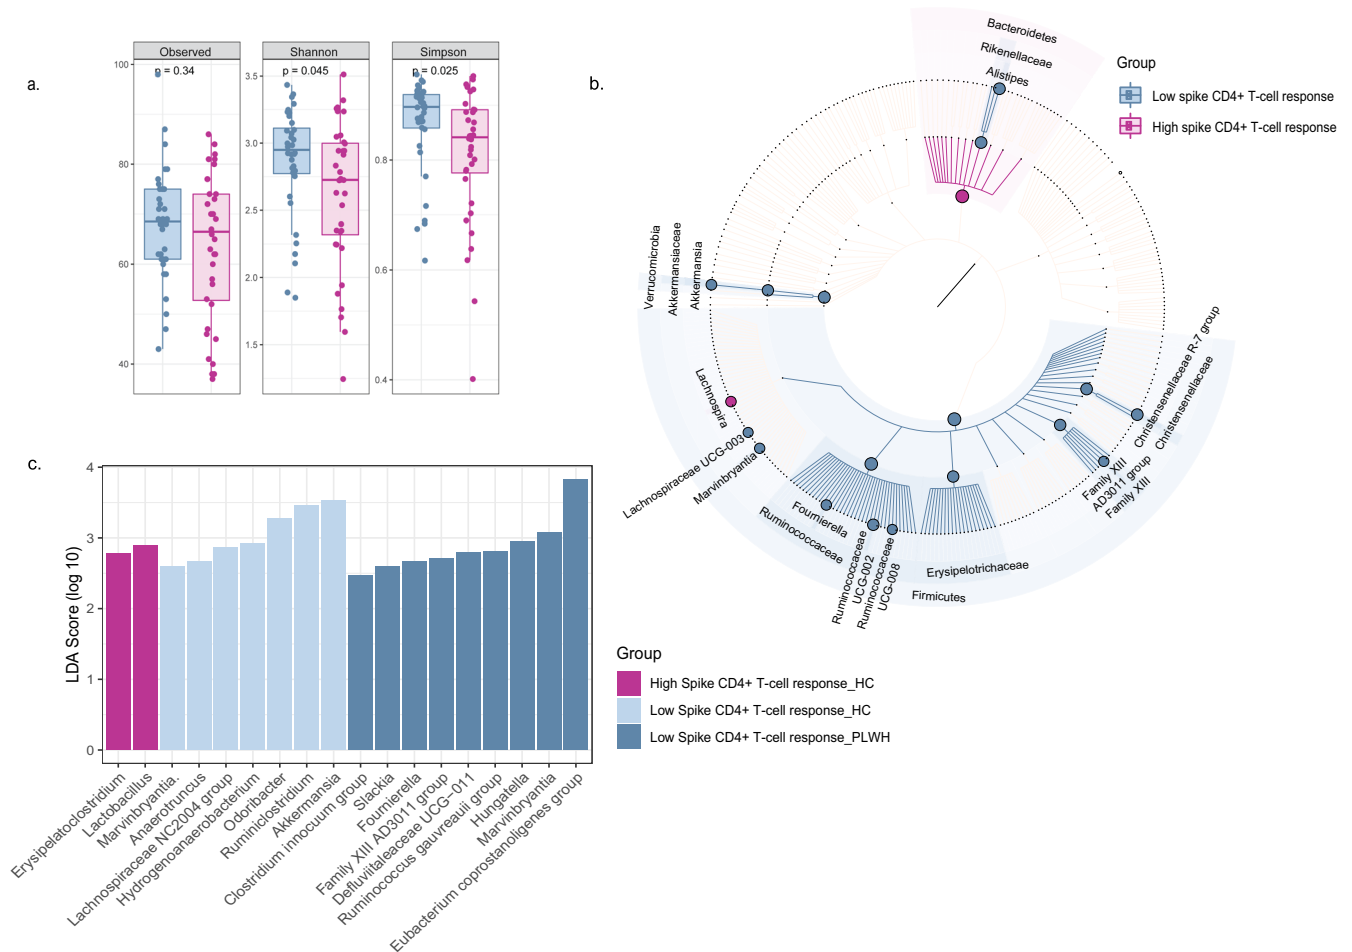 a.
Observed
Shannon
Simpson
p = 0.34
p = 0.045
p = 0.025
100
80
60
40
3.5
3.0
2.5
2.0
1.5
0.8
0.6
0.4
b.
Bacteroidetes
Rikenellaceae
Alistipes
Group
Low spike CD4+ T-cell response
High spike CD4+ T-cell response
Verrucomicrobia
Akkermansiaceae
Akkermansia
Lachnospira
Lachnospiraceae UCG-003
Marvinbryantia
Fournierella
Ruminococcaceae
Ruminococcaceae
UCG-002
Ruminococcaceae
UCG-008
Erysipelotrichaceae
Firmicutes
Family XIII
AD3011 group
Family XIII
Christensenellaceae R-7 group
Christensenellaceae
c.
LDA Score (log 10)
4
3
2
1
0
Erysipelatoclostridium
Lactobacillus
Marvinbryantia.
Anaerotruncus
Lachnospiraceae NC2004 group
Hydrogenoanaerobacterium
Odoribacter
Ruminiclostridium
Akkermansia
Clostridium innocuum group
Slackia
Fournierella
Family XIII AD3011 group
Defluviitaleaceae UCG−011
Ruminococcus gauvreauii group
Hungatella
Marvinbryantia
Eubacterium coprostanoligenes group
Group
High Spike CD4+ T-cell response_HC
Low Spike CD4+ T-cell response_HC
Low Spike CD4+ T-cell response_PLWH